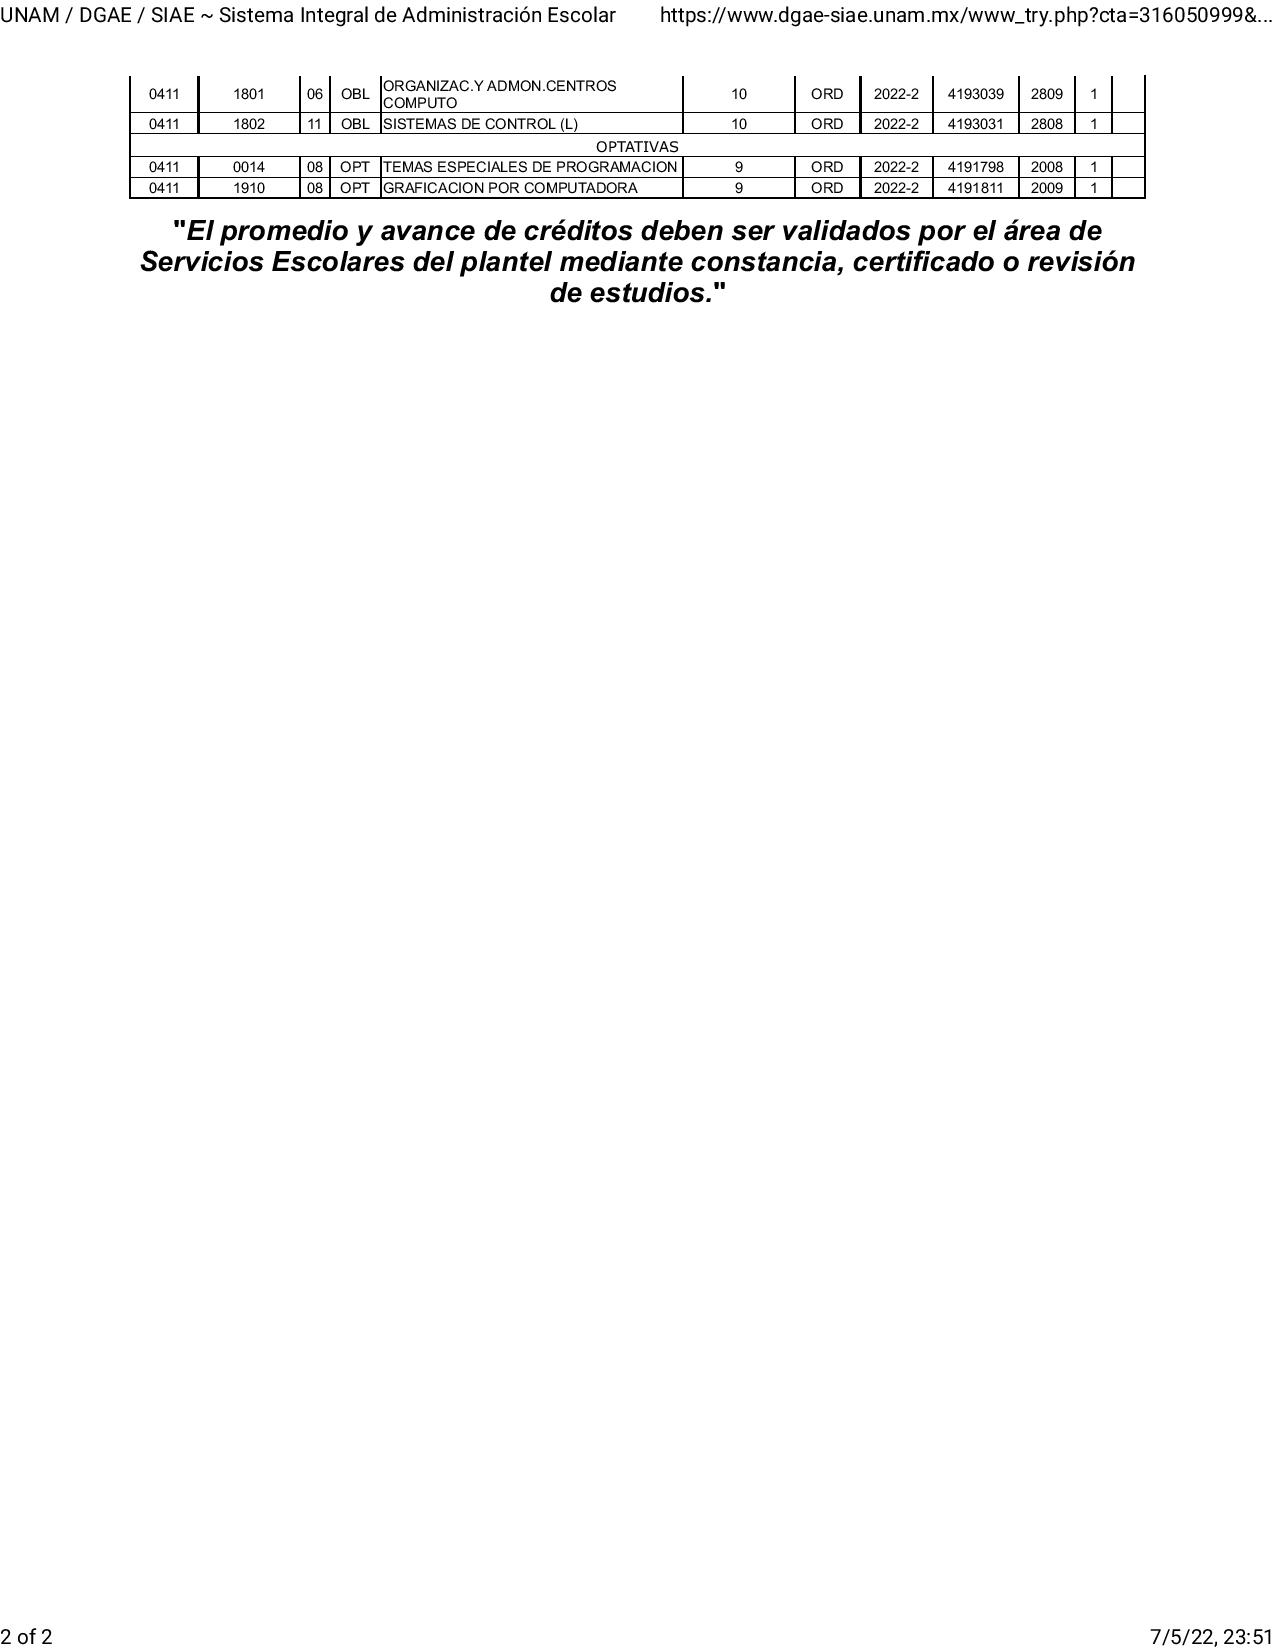 UNAM / DGAE / SIAE ~ Sistema Integral de Administración Escolar https://www.dgae-siae.unam.mx/www_try.php?cta=316050999&...
0411 1801 06 OBL ORGANIZAC.Y ADMON.CENTROS COMPUTO 10 ORD 2022-2 4193039 2809 1
0411 1802 11 OBL SISTEMAS DE CONTROL (L) 10 ORD 2022-2 4193031 2808 1
OPTATIVAS
0411 0014 08 OPT TEMAS ESPECIALES DE PROGRAMACION 9 ORD 2022-2 4191798 2008 1
0411 1910 08 OPT GRAFICACION POR COMPUTADORA 9 ORD 2022-2 4191811 2009 1
"El promedio y avance de créditos deben ser validados por el área de
Servicios Escolares del plantel mediante constancia, certificado o revisión
de estudios."
2 of 2 7/5/22, 23:51